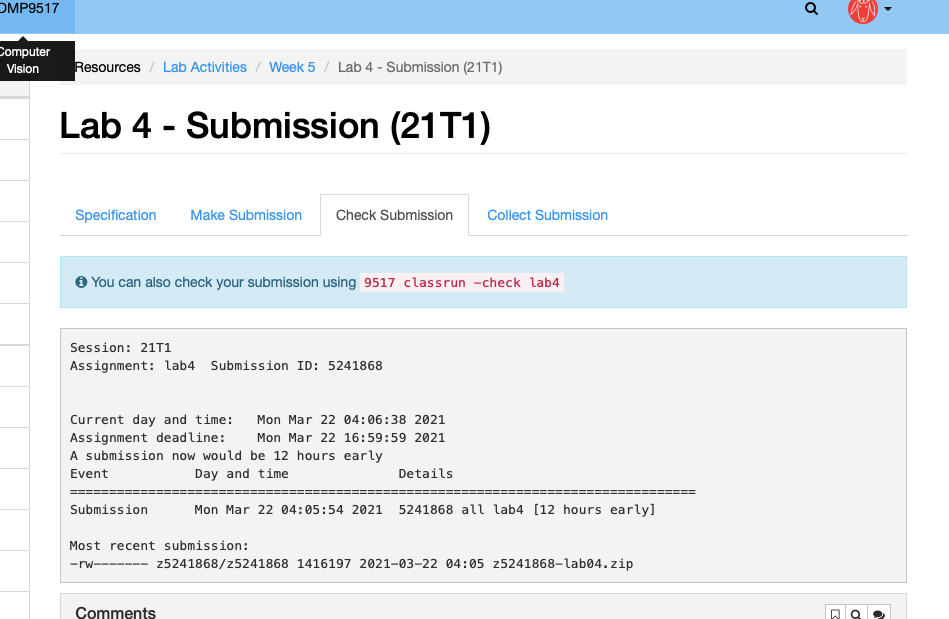 OMP9517
Computer
Vision
Resources / Lab Activities / Week 5 / Lab 4 - Submission (21T1)
Lab 4 - Submission (21T1)
Specification Make Submission Check Submission Collect Submission
You can also check your submission using 9517 classrun -check lab4
Session: 21T1
Assignment: lab4 Submission ID: 5241868
Current day and time: Mon Mar 22 04:06:38 2021
Assignment deadline: Mon Mar 22 16:59:59 2021
A submission now would be 12 hours early
Event Day and time Details
================================================================================
Submission Mon Mar 22 04:05:54 2021 5241868 all lab4 [12 hours early]
Most recent submission:
-rw------- z5241868/z5241868 1416197 2021-03-22 04:05 z5241868-lab04.zip
Comments